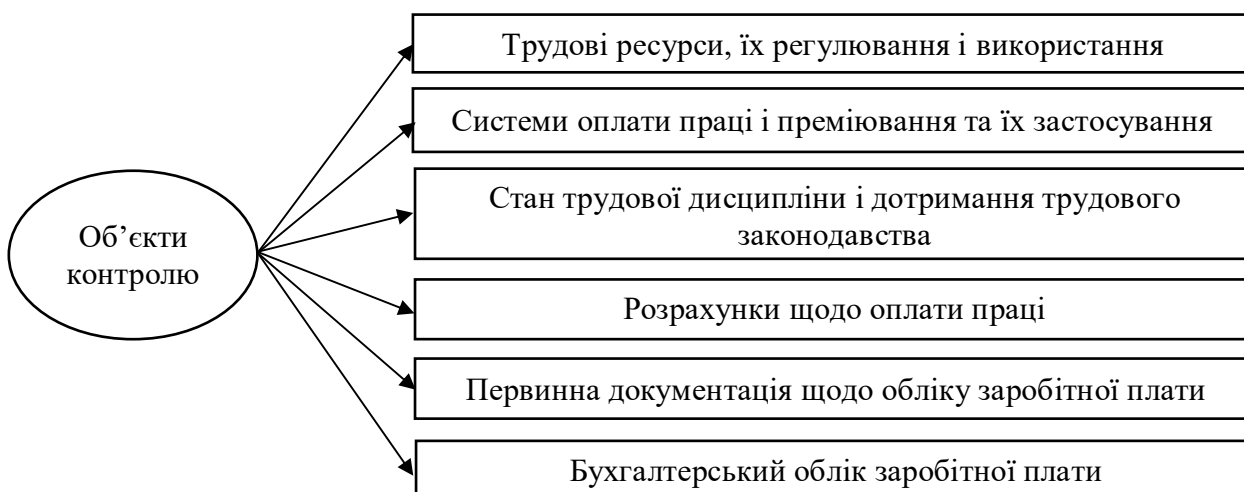 Об’єкти
контролю
Трудові ресурси, їх регулювання і використання
Системи оплати праці і преміювання та їх застосування
Стан трудової дисципліни і дотримання трудового
законодавства
Розрахунки щодо оплати праці
Первинна документація щодо обліку заробітної плати
Бухгалтерський облік заробітної плати